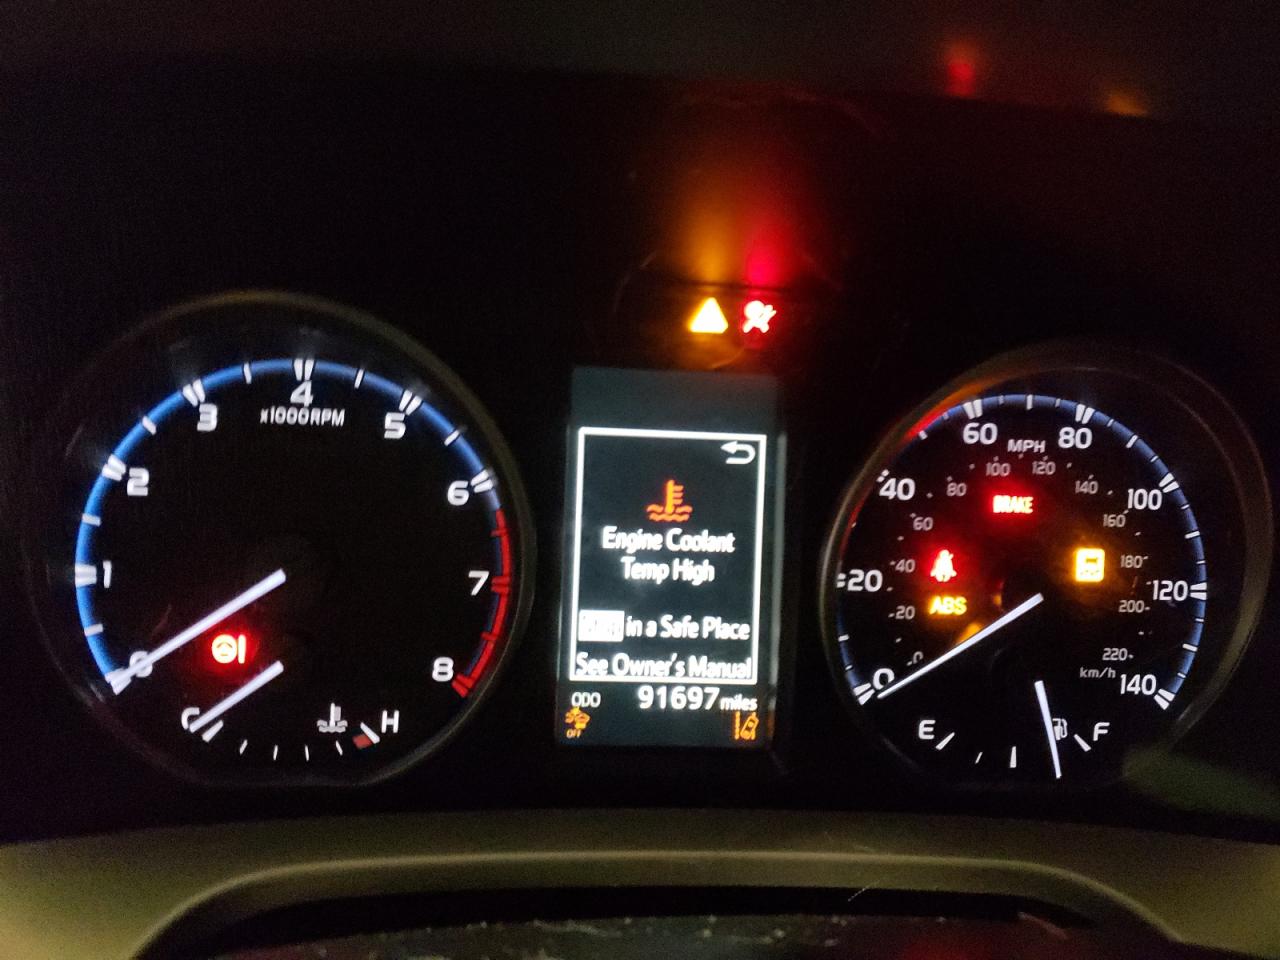 4
3
x1000RPM
5
2
6
1
7
0
8
C
H
Engine Coolant
Temp High
in a Safe Place
See Owner's Manual
ODO 91697 miles
OFF
60 MPH 80
100 120
80 140
40 100
BRAKE
60 160
40 180
20 120
ABS
20 200
0 220
0 km/h 140
E F